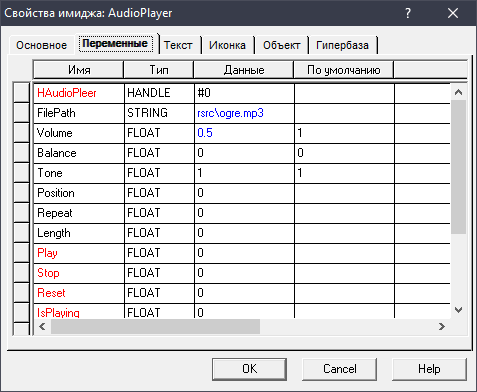 Свойства имиджа: AudioPlayer
Основное Переменные Текст Иконка Объект Гипербаза
Имя Тип Данные По умолчанию
HAudioPleer HANDLE #0
FilePath STRING rsrc\ogre.mp3
Volume FLOAT 0.5 1
Balance FLOAT 0 0
Tone FLOAT 1 1
Position FLOAT 0
Repeat FLOAT 0
Length FLOAT 0
Play FLOAT 0
Stop FLOAT 0
Reset FLOAT 0
IsPlaying FLOAT 0
OK Cancel Help